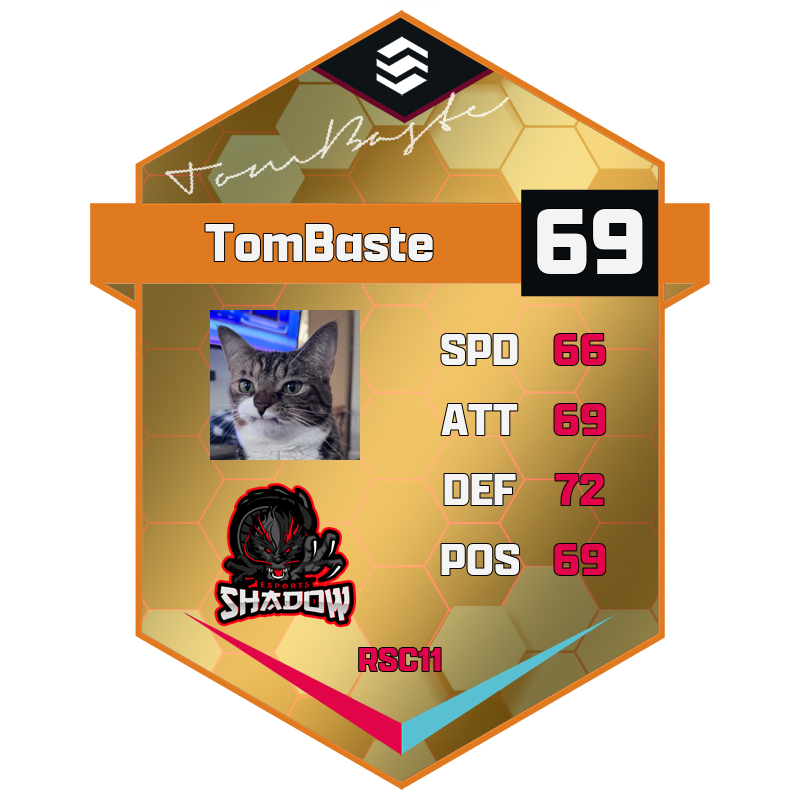 TomBaste
TomBaste
69
SPD 66
ATT 69
DEF 72
POS 69
ESPORTS
SHADOW
RSC11